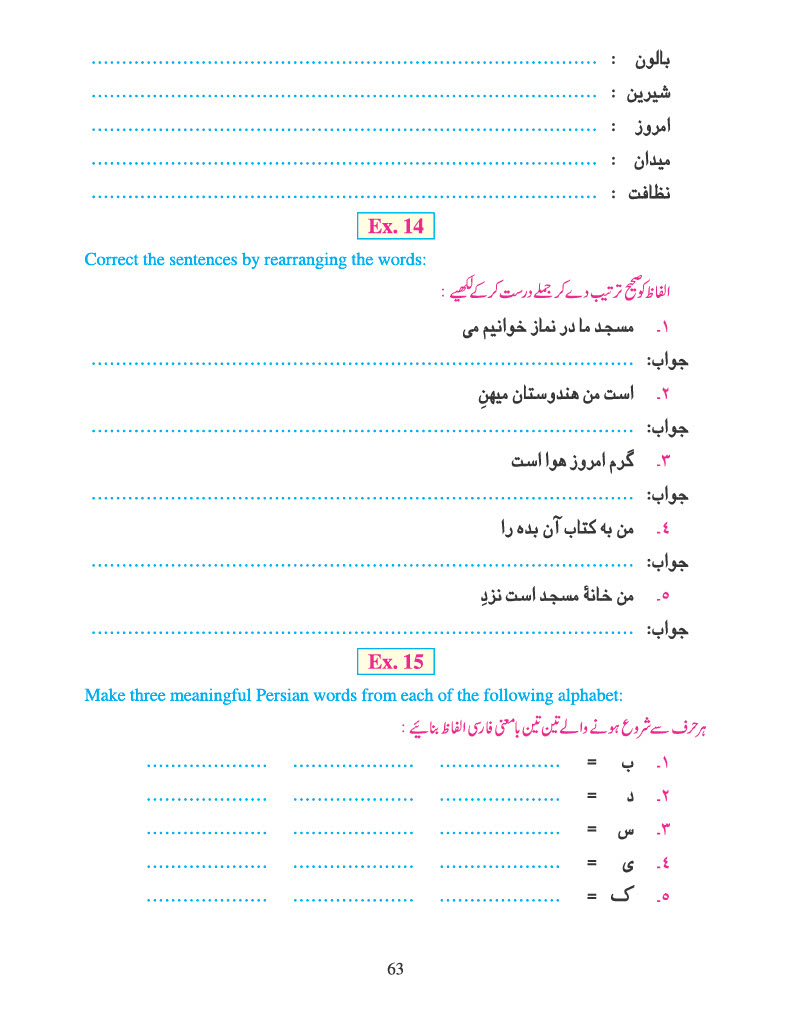 بالون : ....................................................................................
شیرین : ....................................................................................
امروز : ....................................................................................
میدان : ....................................................................................
نظافت : ....................................................................................
Ex. 14
Correct the sentences by rearranging the words:
الفاظ کو صحیح ترتیب دے کر جملے درست کر کے لکھیے :
۱۔ مسجد ما در نماز خوانیم می
جواب: ..........................................................................................
۲۔ است من هندوستان میهنِ
جواب: ..........................................................................................
۳۔ گرم امروز هوا است
جواب: ..........................................................................................
٤۔ من به کتاب آن بده را
جواب: ..........................................................................................
۵۔ من خانهٔ مسجد است نزدِ
جواب: ..........................................................................................
Ex. 15
Make three meaningful Persian words from each of the following alphabet:
ہر حرف سے شروع ہونے والے تین تین بامعنی فارسی الفاظ بنائیے :
۱۔ ب = .................... .................... ....................
۲۔ د = .................... .................... ....................
۳۔ س = .................... .................... ....................
٤۔ ی = .................... .................... ....................
۵۔ ک = .................... .................... ....................
63